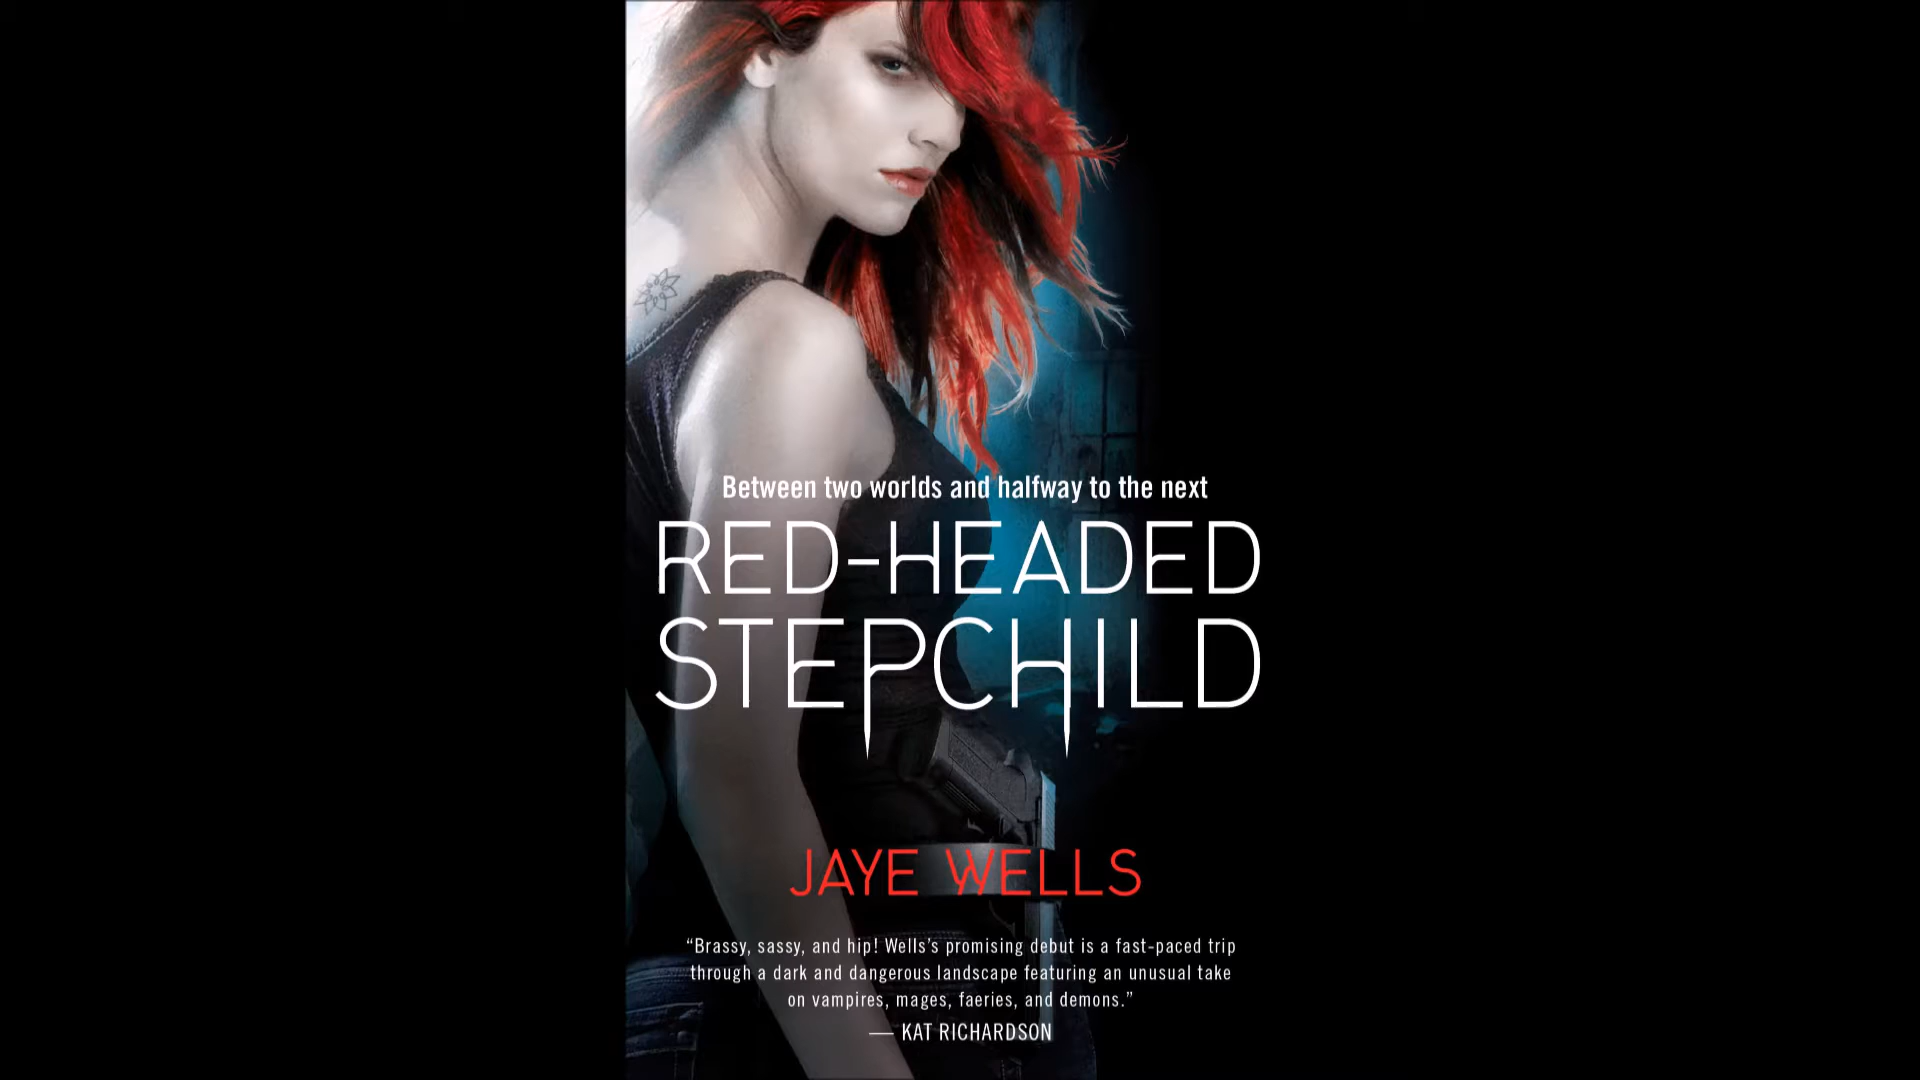 Between two worlds and halfway to the next
RED-HEADED
STEPCHILD
JAYE WELLS
“Brassy, sassy, and hip! Wells’s promising debut is a fast-paced trip
through a dark and dangerous landscape featuring an unusual take
on vampires, mages, faeries, and demons.”
— KAT RICHARDSON